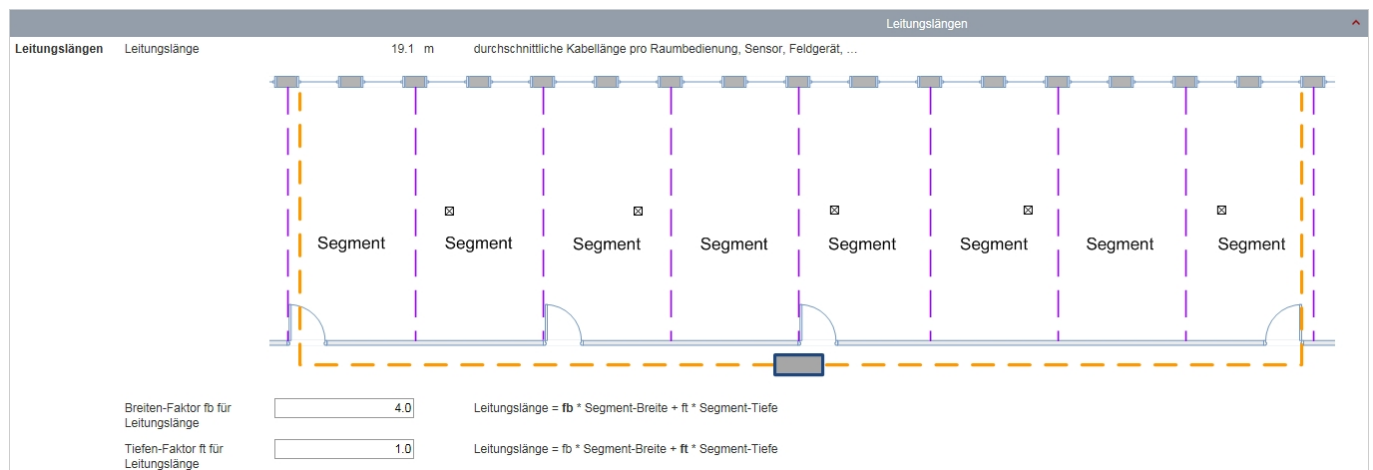 Leitungslängen
Leitungslängen Leitungslänge 19.1 m durchschnittliche Kabellänge pro Raumbedienung, Sensor, Feldgerät, ...
Segment Segment Segment Segment Segment Segment Segment Segment
Breiten-Faktor fb für Leitungslänge 4.0 Leitungslänge = fb * Segment-Breite + ft * Segment-Tiefe
Tiefen-Faktor ft für Leitungslänge 1.0 Leitungslänge = fb * Segment-Breite + ft * Segment-Tiefe